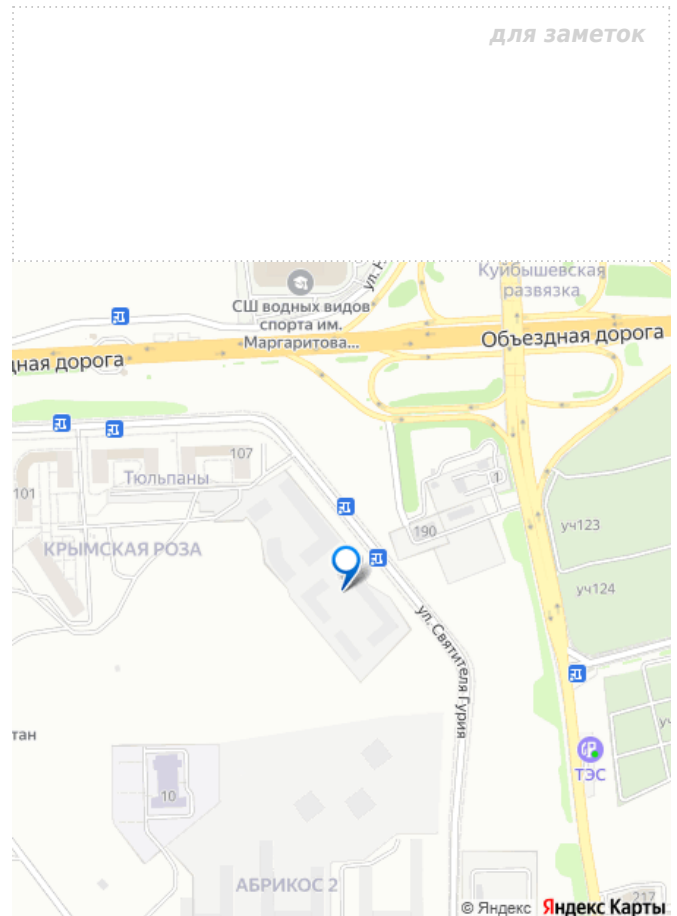 для заметок
Куйбышевская
развязка
СШ водных видов
спорта им.
Маргаритова...
ул.
Объездная дорога
дная дорога
107
Тюльпаны
101
1
190
КРЫМСКАЯ РОЗА
уч123
уч124
ул. Святителя Гурия
тан
ТЭС
10
АБРИКОС 2
217
© Яндекс Яндекс Карты